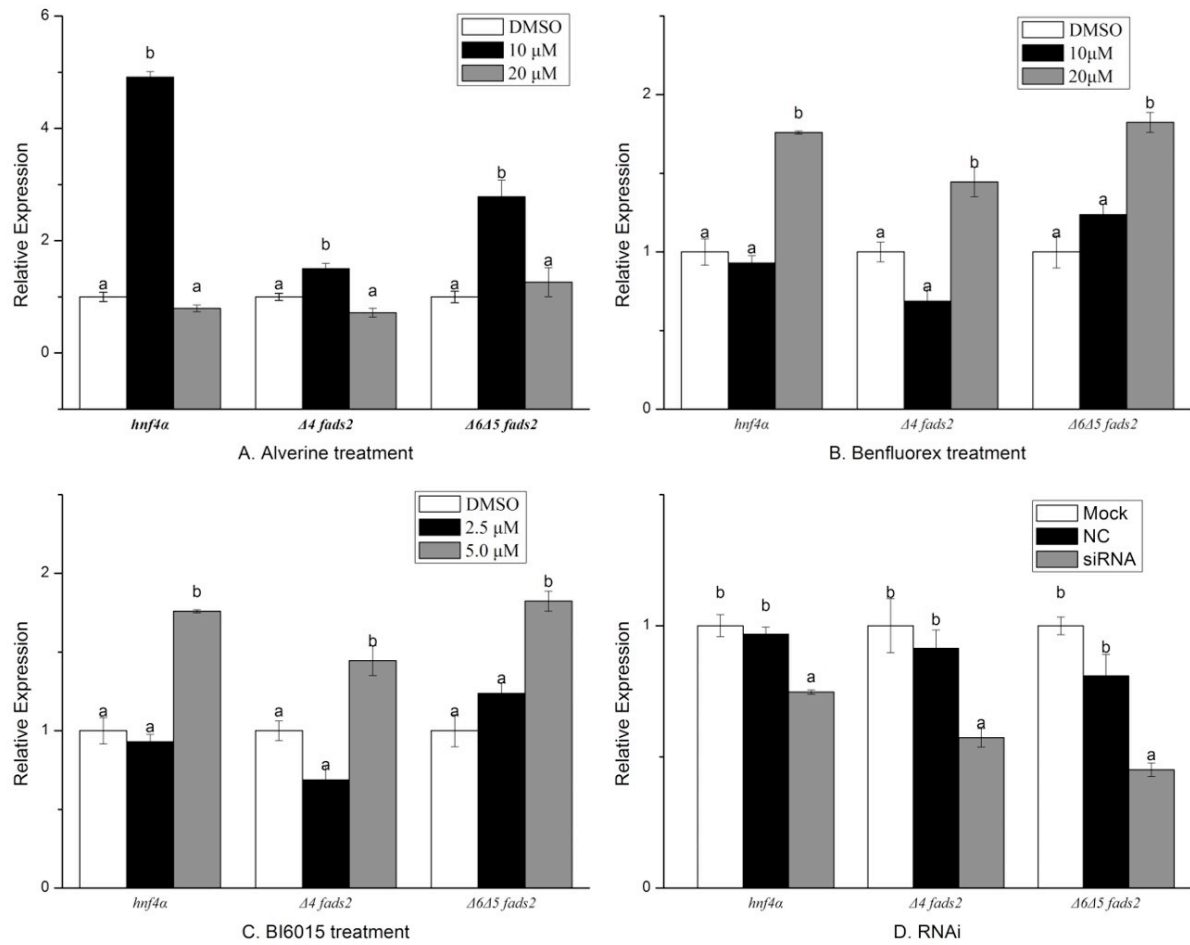 DMSO
10 μM
20 μM
b
b
b
a
a
a
a
a
a
6
4
2
0
Relative Expression
hnf4α Δ4 fads2 Δ6Δ5 fads2
A. Alverine treatment
DMSO
10μM
20μM
b
b
b
a
a
a
a
a
a
2
1
0
Relative Expression
hnf4α Δ4 fads2 Δ6Δ5 fads2
B. Benfluorex treatment
DMSO
2.5 μM
5.0 μM
b
b
b
a
a
a
a
a
a
2
1
0
Relative Expression
hnf4α Δ4 fads2 Δ6Δ5 fads2
C. BI6015 treatment
Mock
NC
siRNA
b b b
b b b
a
a
a
1
0
Relative Expression
hnf4α Δ4 fads2 Δ6Δ5 fads2
D. RNAi